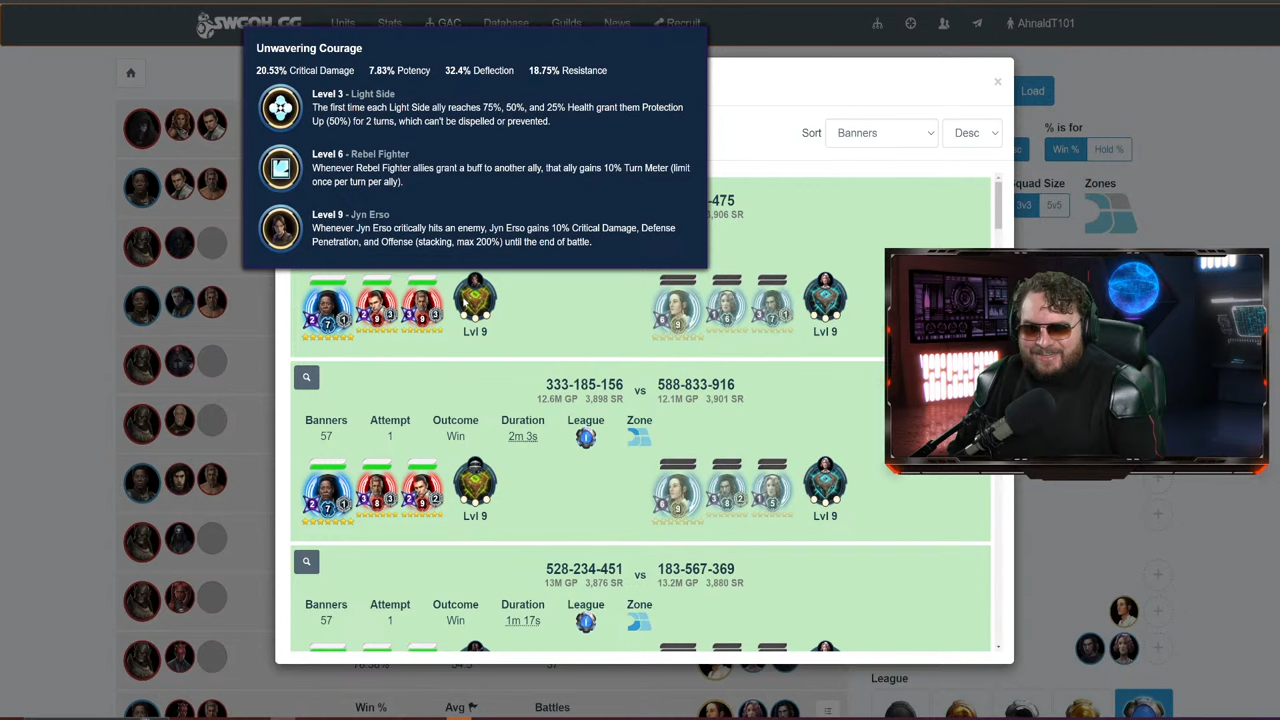 SWGOH.GG
Units Stats GAC Database Guilds News Recruit
AhnaldT101
Unwavering Courage
20.53% Critical Damage 7.83% Potency 32.4% Deflection 18.75% Resistance
Level 3 - Light Side
The first time each Light Side ally reaches 75%, 50%, and 25% Health grant them Protection
Up (50%) for 2 turns, which can't be dispelled or prevented.
Level 6 - Rebel Fighter
Whenever Rebel Fighter allies grant a buff to another ally, that ally gains 10% Turn Meter (limit
once per turn per ally).
Level 9 - Jyn Erso
Whenever Jyn Erso critically hits an enemy, Jyn Erso gains 10% Critical Damage, Defense
Penetration, and Offense (stacking, max 200%) until the end of battle.
×
Load
Sort Banners Desc
% is for
Win % Hold %
Squad Size Zones
3v3 5v5
-475
3,906 SR
Lvl 9 Lvl 9
333-185-156 vs 588-833-916
12.6M GP 3,898 SR 12.1M GP 3,901 SR
Banners Attempt Outcome Duration League Zone
57 1 Win 2m 3s
Lvl 9 Lvl 9
528-234-451 vs 183-567-369
13M GP 3,876 SR 13.2M GP 3,880 SR
Banners Attempt Outcome Duration League Zone
57 1 Win 1m 17s
League
Win % Avg Battles